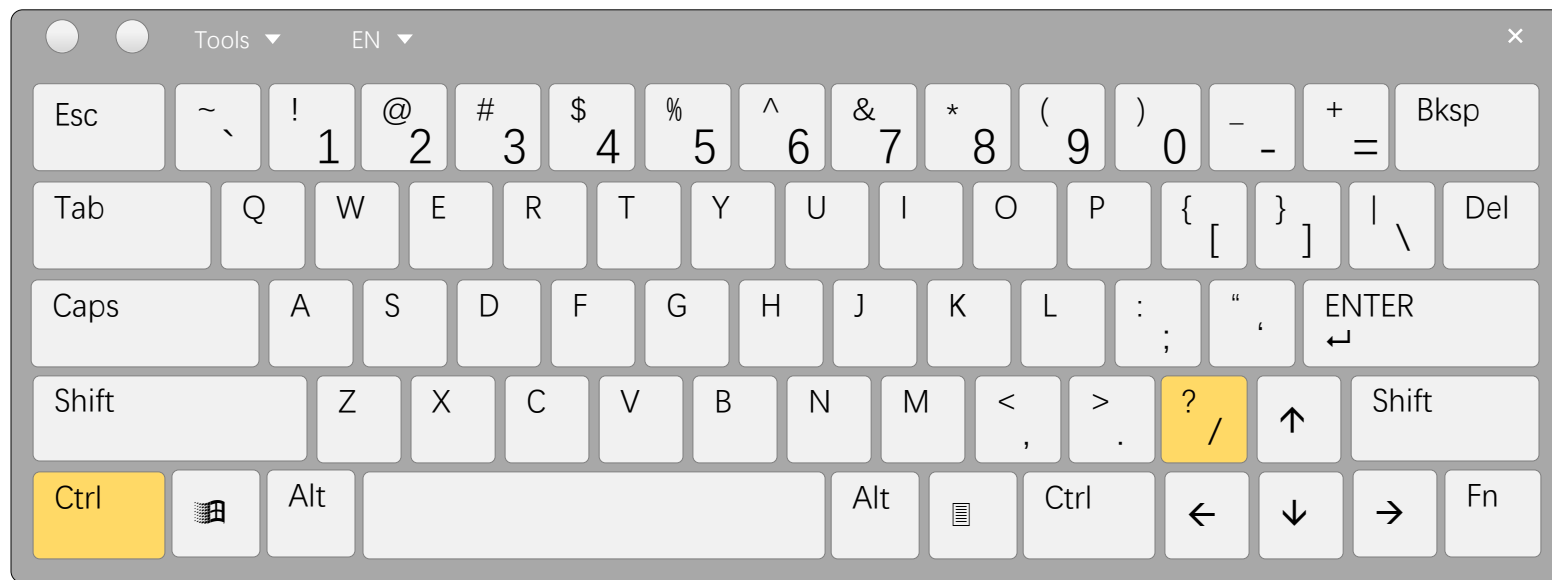 Tools EN ×
Esc ~ ` ! 1 @ 2 # 3 $ 4 % 5 ^ 6 & 7 * 8 ( 9 ) 0 _ - + = Bksp
Tab Q W E R T Y U I O P { [ } ] | \ Del
Caps A S D F G H J K L : ; “ ‘ ENTER ↵
Shift Z X C V B N M < , > . ? / ↑ Shift
Ctrl Alt Alt Ctrl ← ↓ → Fn